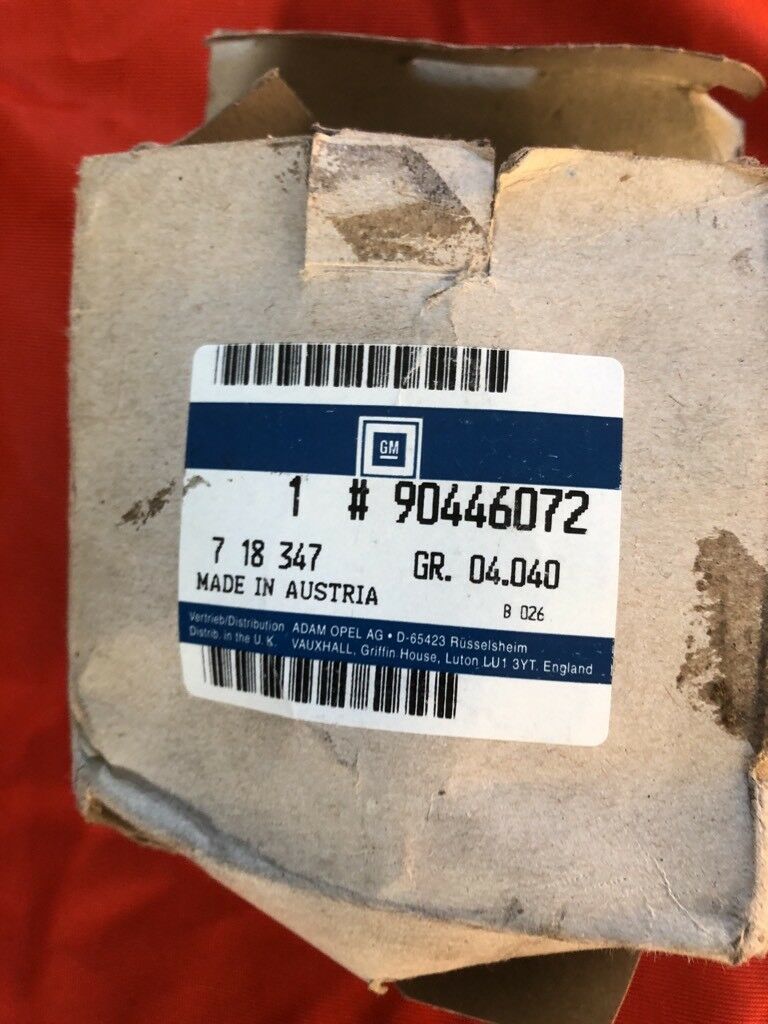 GM
1 # 90446072
7 18 347 GR. 04.040
MADE IN AUSTRIA B 026
Vertrieb/Distribution ADAM OPEL AG • D-65423 Rüsselsheim
Distrib. in the U. K. VAUXHALL, Griffin House, Luton LU1 3YT. England